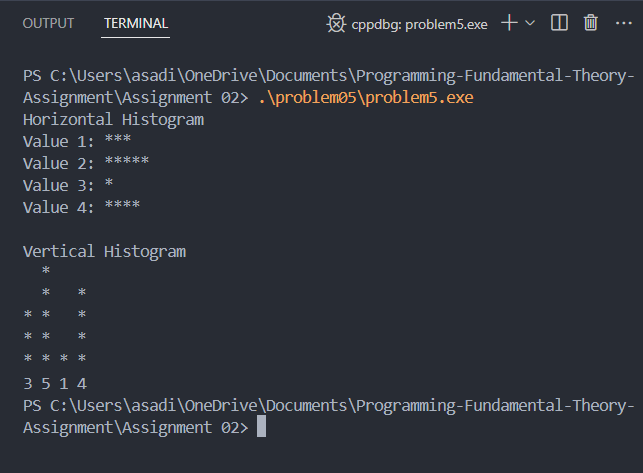 OUTPUT TERMINAL cppdbg: problem5.exe
PS C:\Users\asadi\OneDrive\Documents\Programming-Fundamental-Theory-
Assignment\Assignment 02> .\problem05\problem5.exe
Horizontal Histogram
Value 1: ***
Value 2: *****
Value 3: *
Value 4: ****

Vertical Histogram
  *
  *   *
* *   *
* *   *
* * * *
3 5 1 4
PS C:\Users\asadi\OneDrive\Documents\Programming-Fundamental-Theory-
Assignment\Assignment 02>